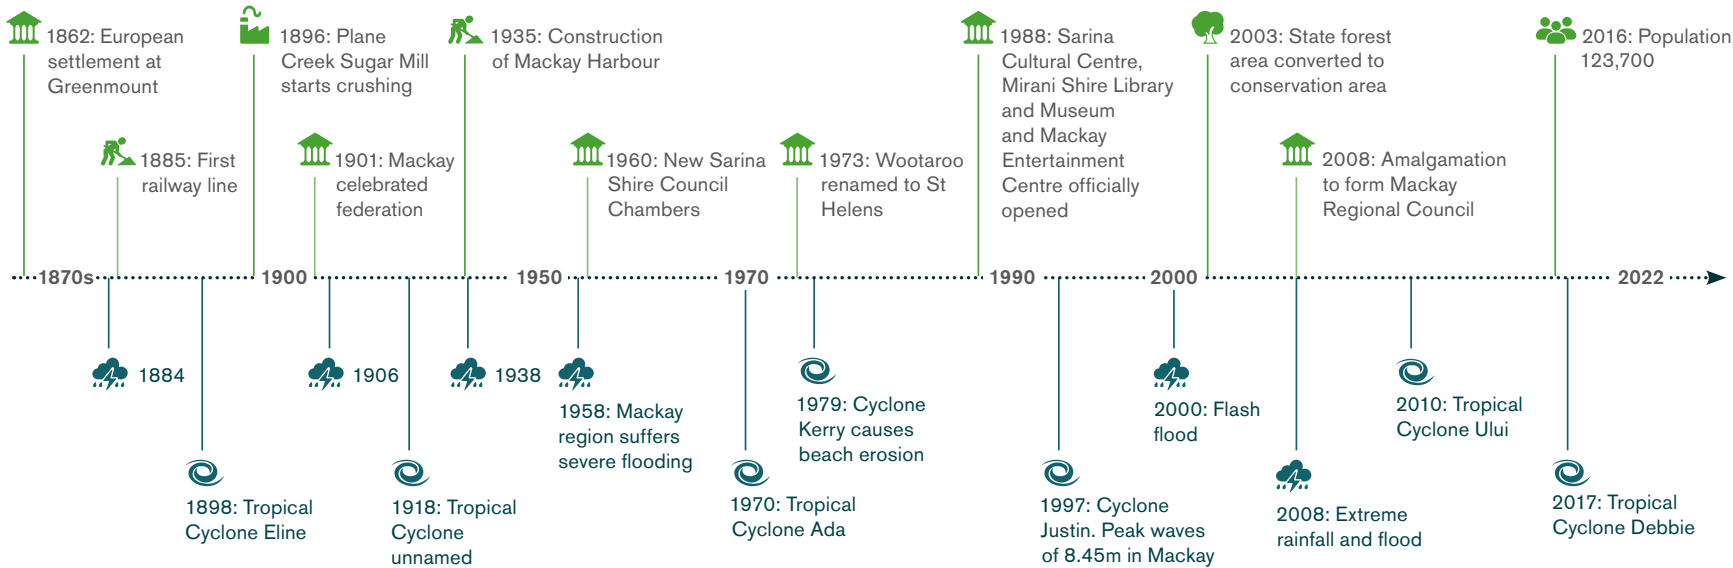 1862: European
settlement at
Greenmount
1896: Plane
Creek Sugar Mill
starts crushing
1935: Construction
of Mackay Harbour
1988: Sarina
Cultural Centre,
Mirani Shire Library
and Museum
and Mackay
Entertainment
Centre officially
opened
2003: State forest
area converted to
conservation area
2016: Population
123,700
1885: First
railway line
1901: Mackay
celebrated
federation
1960: New Sarina
Shire Council
Chambers
1973: Wootaroo
renamed to St
Helens
2008: Amalgamation
to form Mackay
Regional Council
1870s 1900 1950 1970 1990 2000 2022
1884
1906
1938
1958: Mackay
region suffers
severe flooding
1979: Cyclone
Kerry causes
beach erosion
2000: Flash
flood
2010: Tropical
Cyclone Ului
1898: Tropical
Cyclone Eline
1918: Tropical
Cyclone
unnamed
1970: Tropical
Cyclone Ada
1997: Cyclone
Justin. Peak waves
of 8.45m in Mackay
2008: Extreme
rainfall and flood
2017: Tropical
Cyclone Debbie